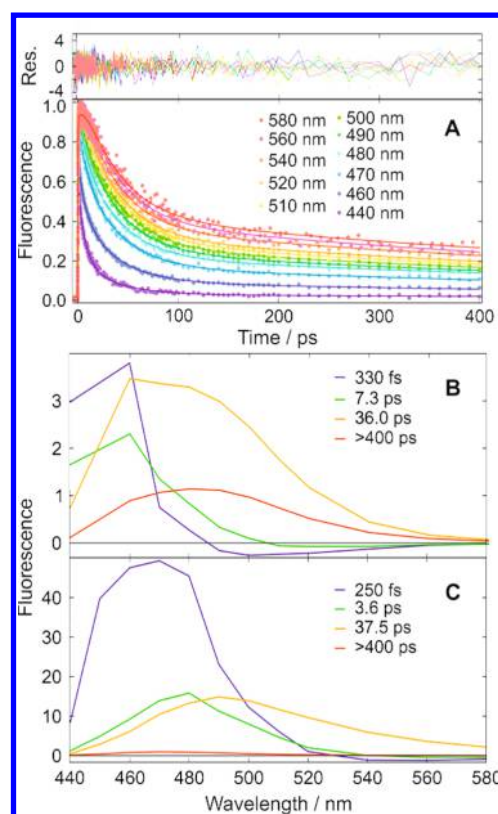 Res.
4
0
-4
A
Fluorescence
1.0
0.8
0.6
0.4
0.2
0.0
580 nm
560 nm
540 nm
520 nm
510 nm
500 nm
490 nm
480 nm
470 nm
460 nm
440 nm
0
100
200
300
400
Time / ps
B
3
2
1
0
330 fs
7.3 ps
36.0 ps
>400 ps
Fluorescence
C
40
30
20
10
0
250 fs
3.6 ps
37.5 ps
>400 ps
440
460
480
500
520
540
560
580
Wavelength / nm